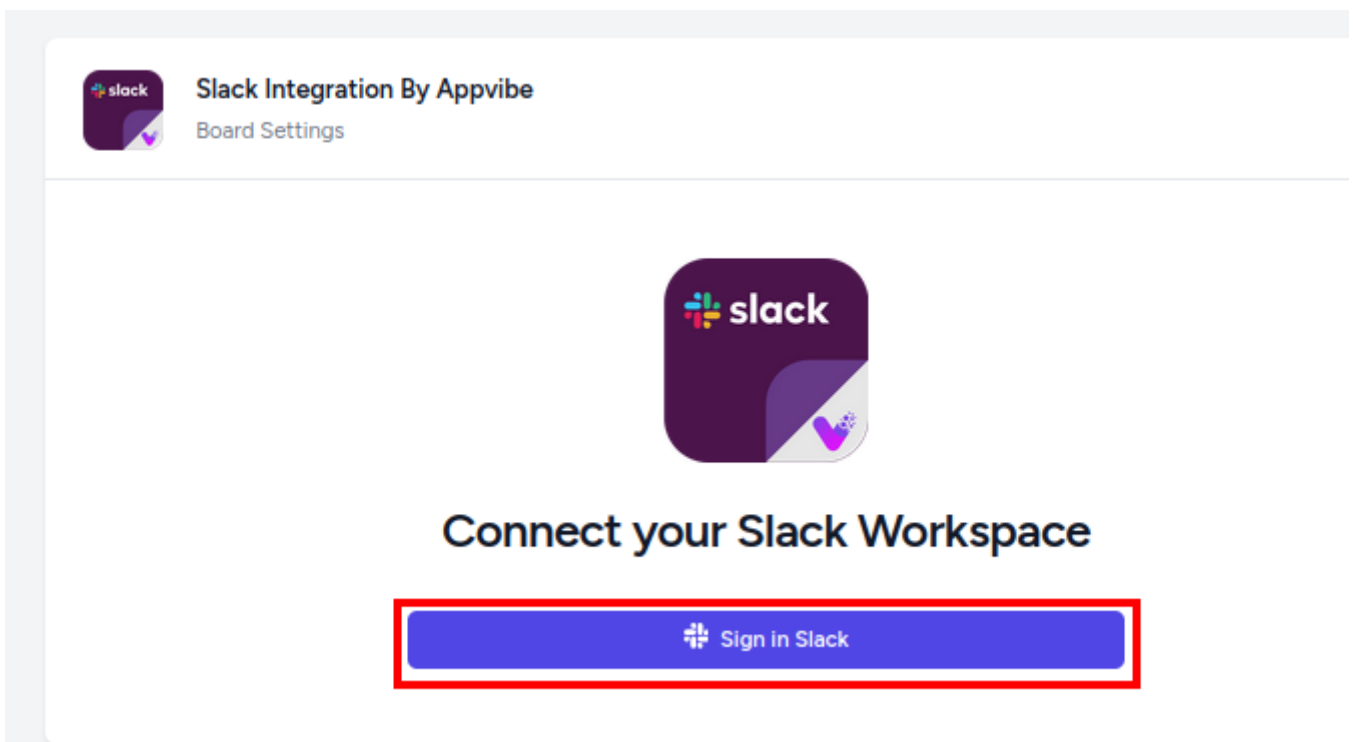 slack
Slack Integration By Appvibe
Board Settings
slack
Connect your Slack Workspace
Sign in Slack